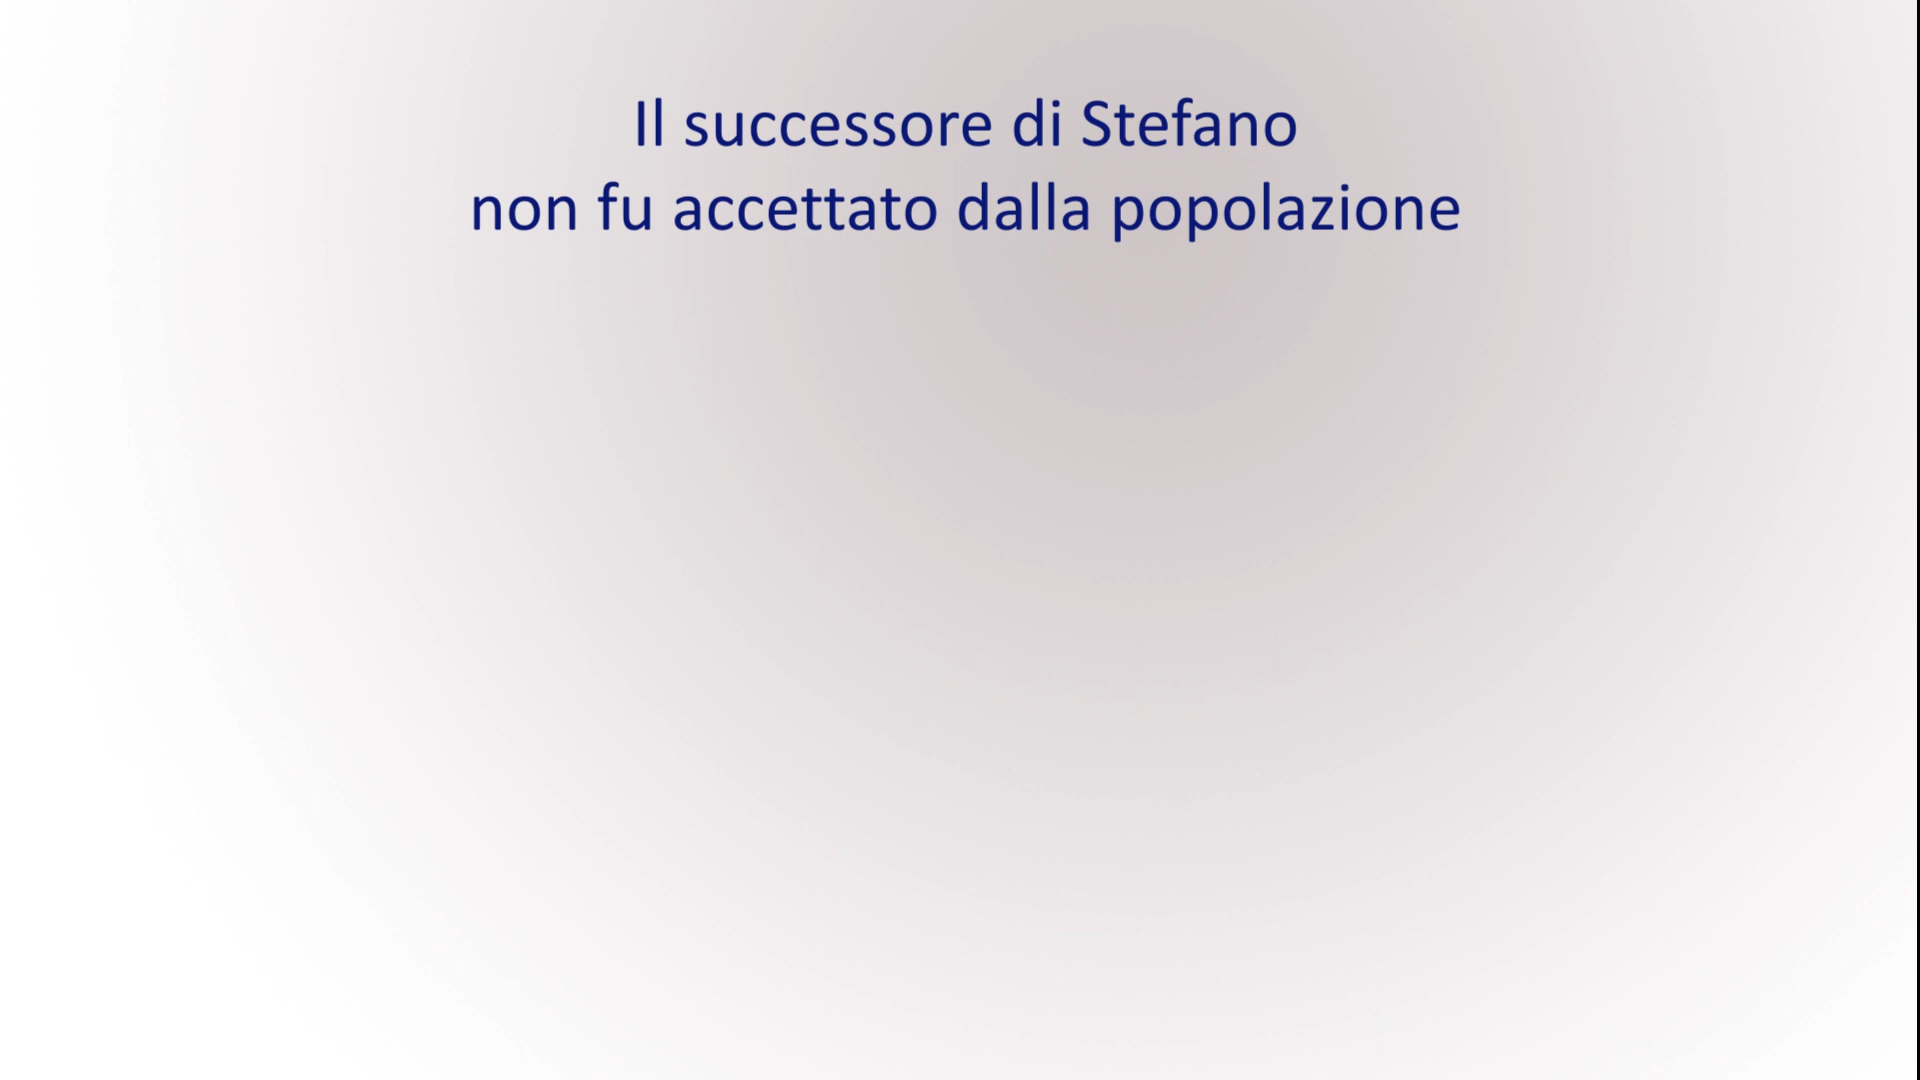 Il successore di Stefano
non fu accettato dalla popolazione